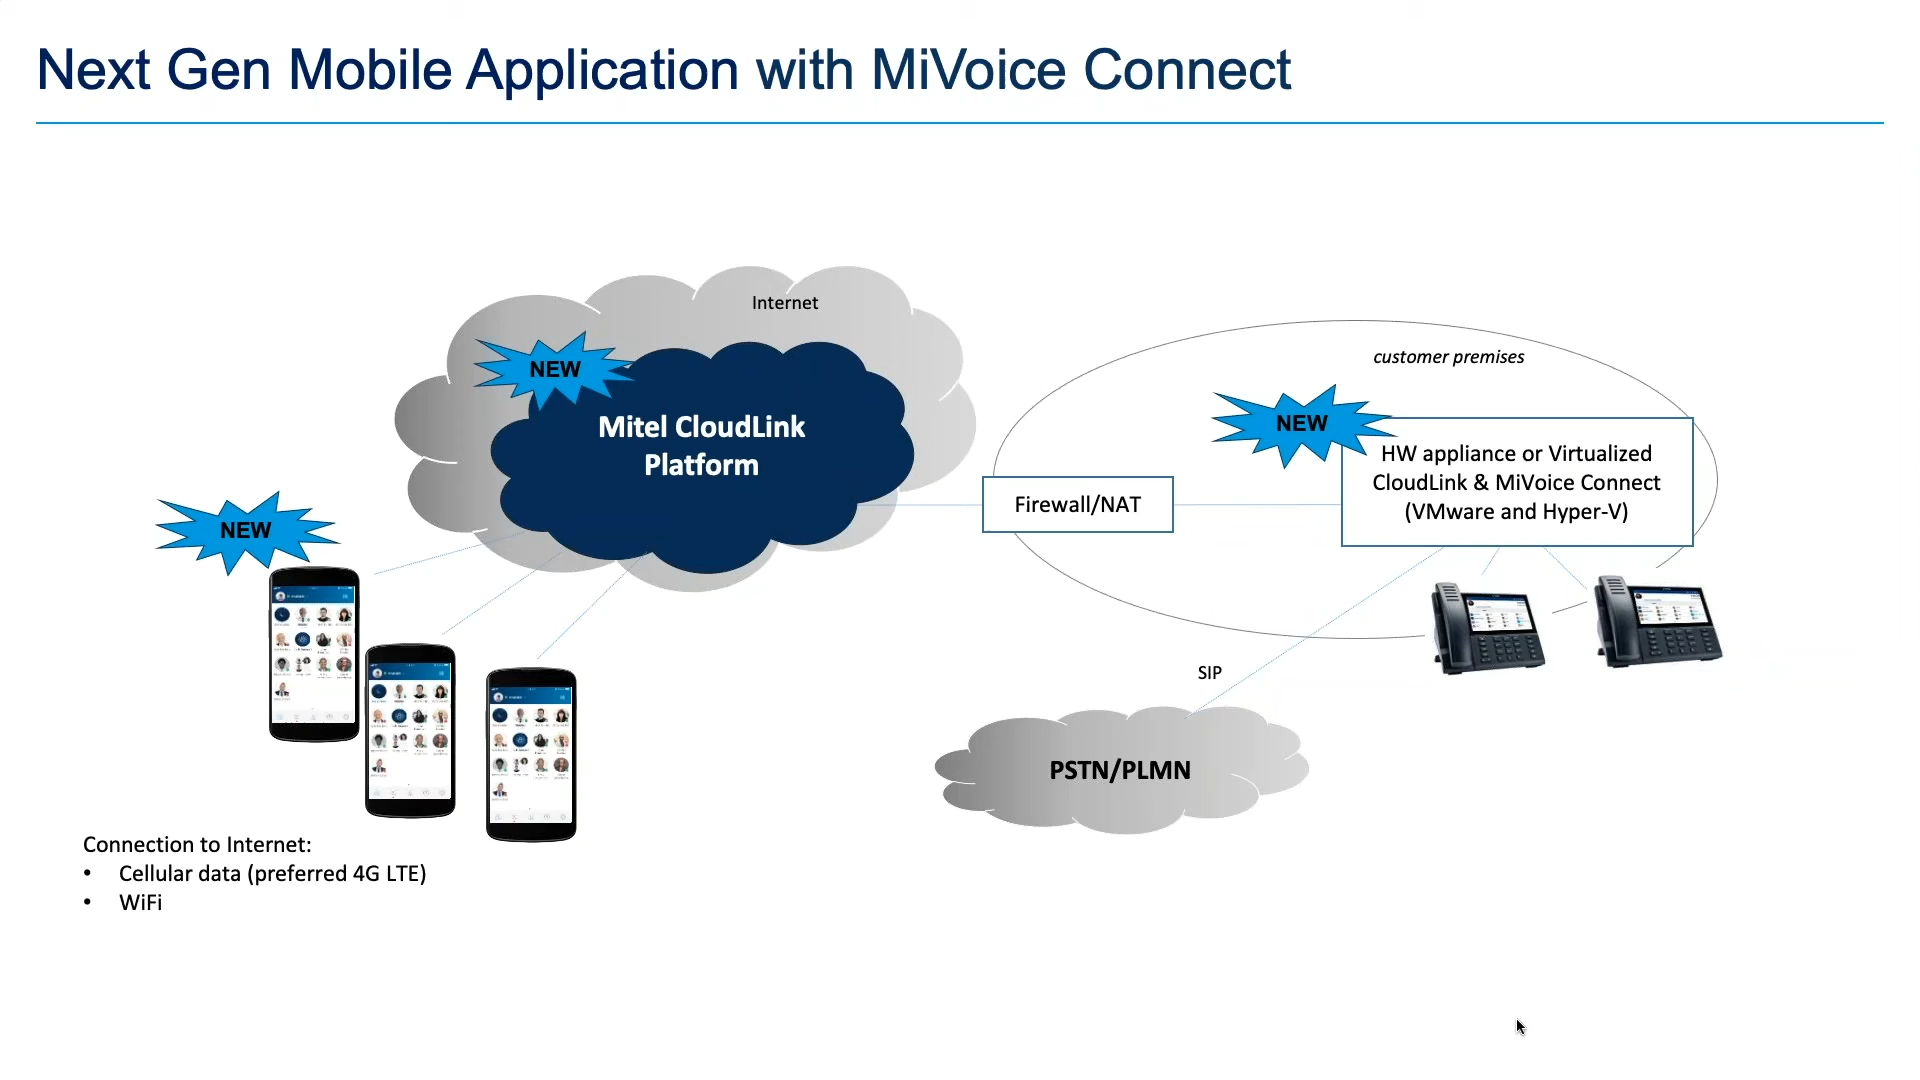 Next Gen Mobile Application with MiVoice Connect
Internet
NEW
Mitel CloudLink
Platform
customer premises
NEW
HW appliance or Virtualized
CloudLink & MiVoice Connect
(VMware and Hyper-V)
Firewall/NAT
NEW
SIP
PSTN/PLMN
Connection to Internet:
• Cellular data (preferred 4G LTE)
• WiFi